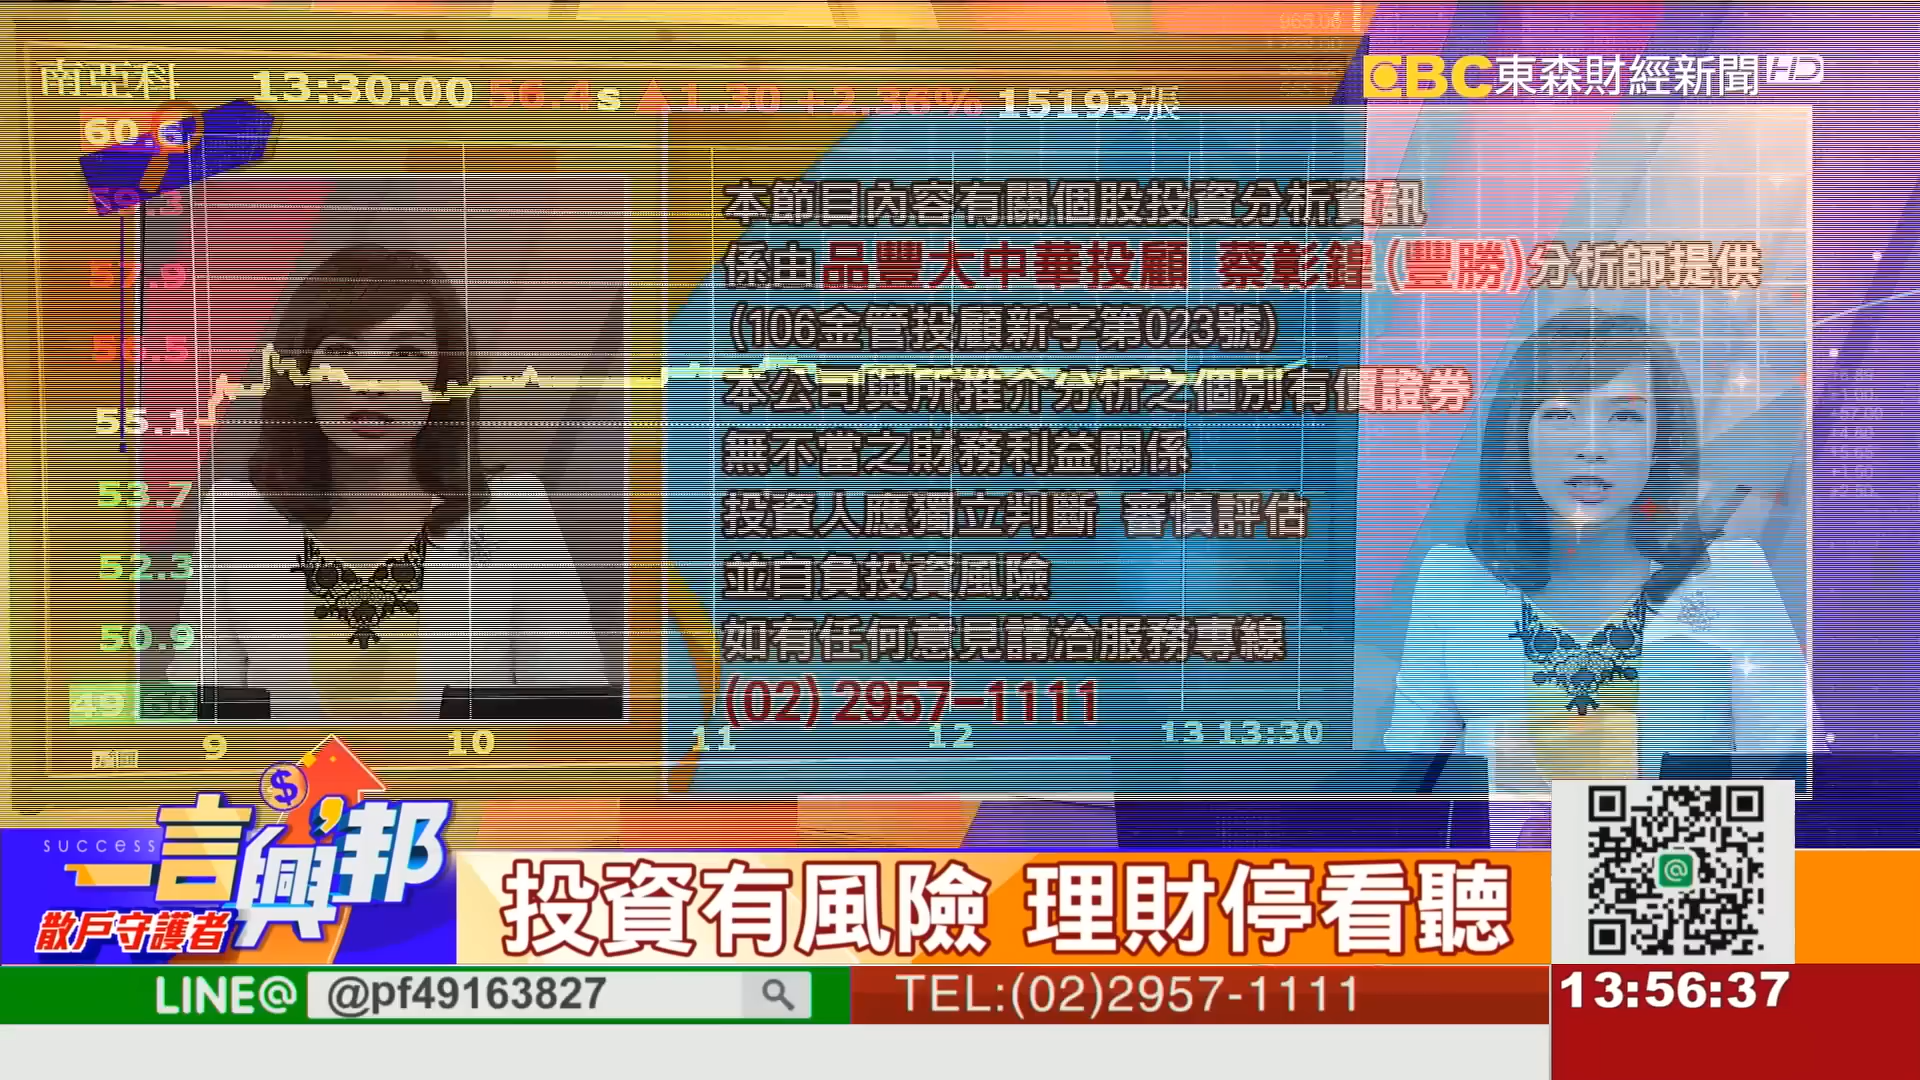 南亞科 13:30:00 56.4s ▲1.30 +2.36% 15193張
EBC東森財經新聞HD
60.6
59.3
57.9
56.5
55.1
53.7
52.3
50.9
9 10 11 12 13 13:30
本節目內容有關個股投資分析資訊
係由品豐大中華投顧 蔡彰鍠(豐勝)分析師提供
(106金管投顧新字第023號)
本公司與所推介分析之個別有價證券
無不當之財務利益關係
投資人應獨立判斷 審慎評估
並自負投資風險
如有任何意見請洽服務專線
(02)2957-1111
success
一言興邦
散戶守護者
投資有風險 理財停看聽
LINE@ @pf49163827
TEL:(02)2957-1111
13:56:37